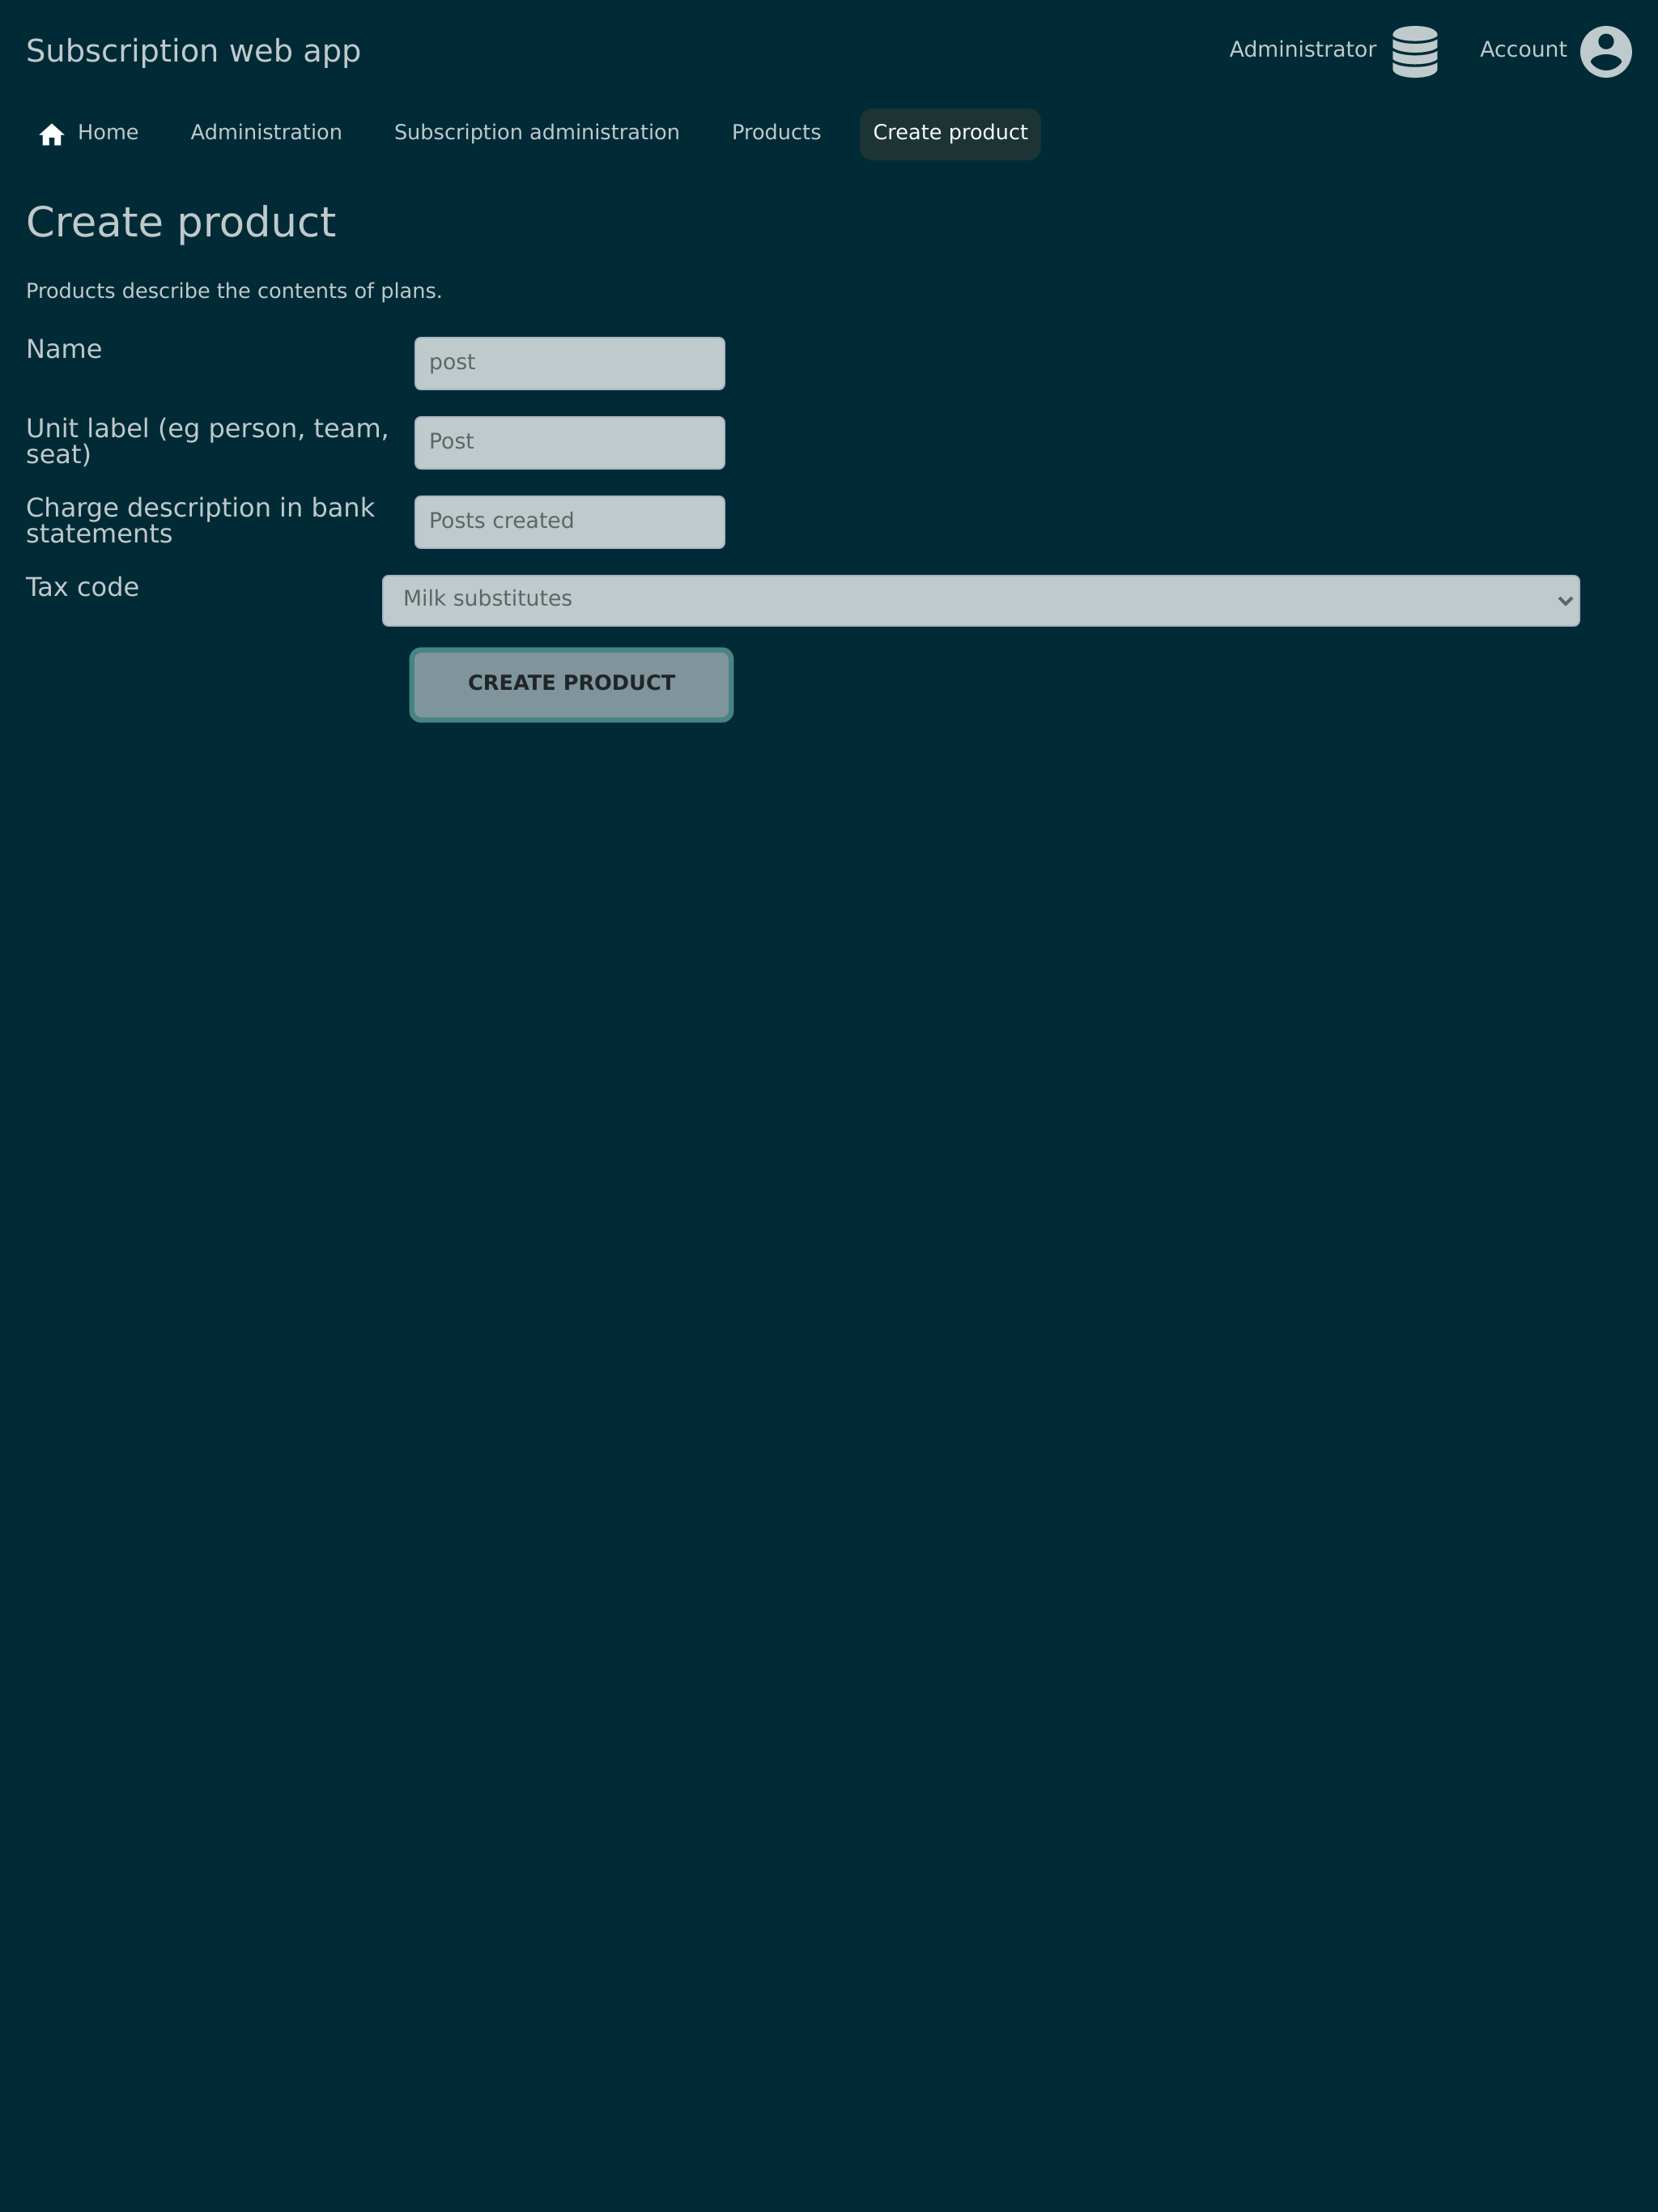 Subscription web app
Administrator
Account
Home
Administration
Subscription administration
Products
Create product
Create product
Products describe the contents of plans.
Name
post
Unit label (eg person, team,
seat)
Post
Charge description in bank
statements
Posts created
Tax code
Milk substitutes
CREATE PRODUCT